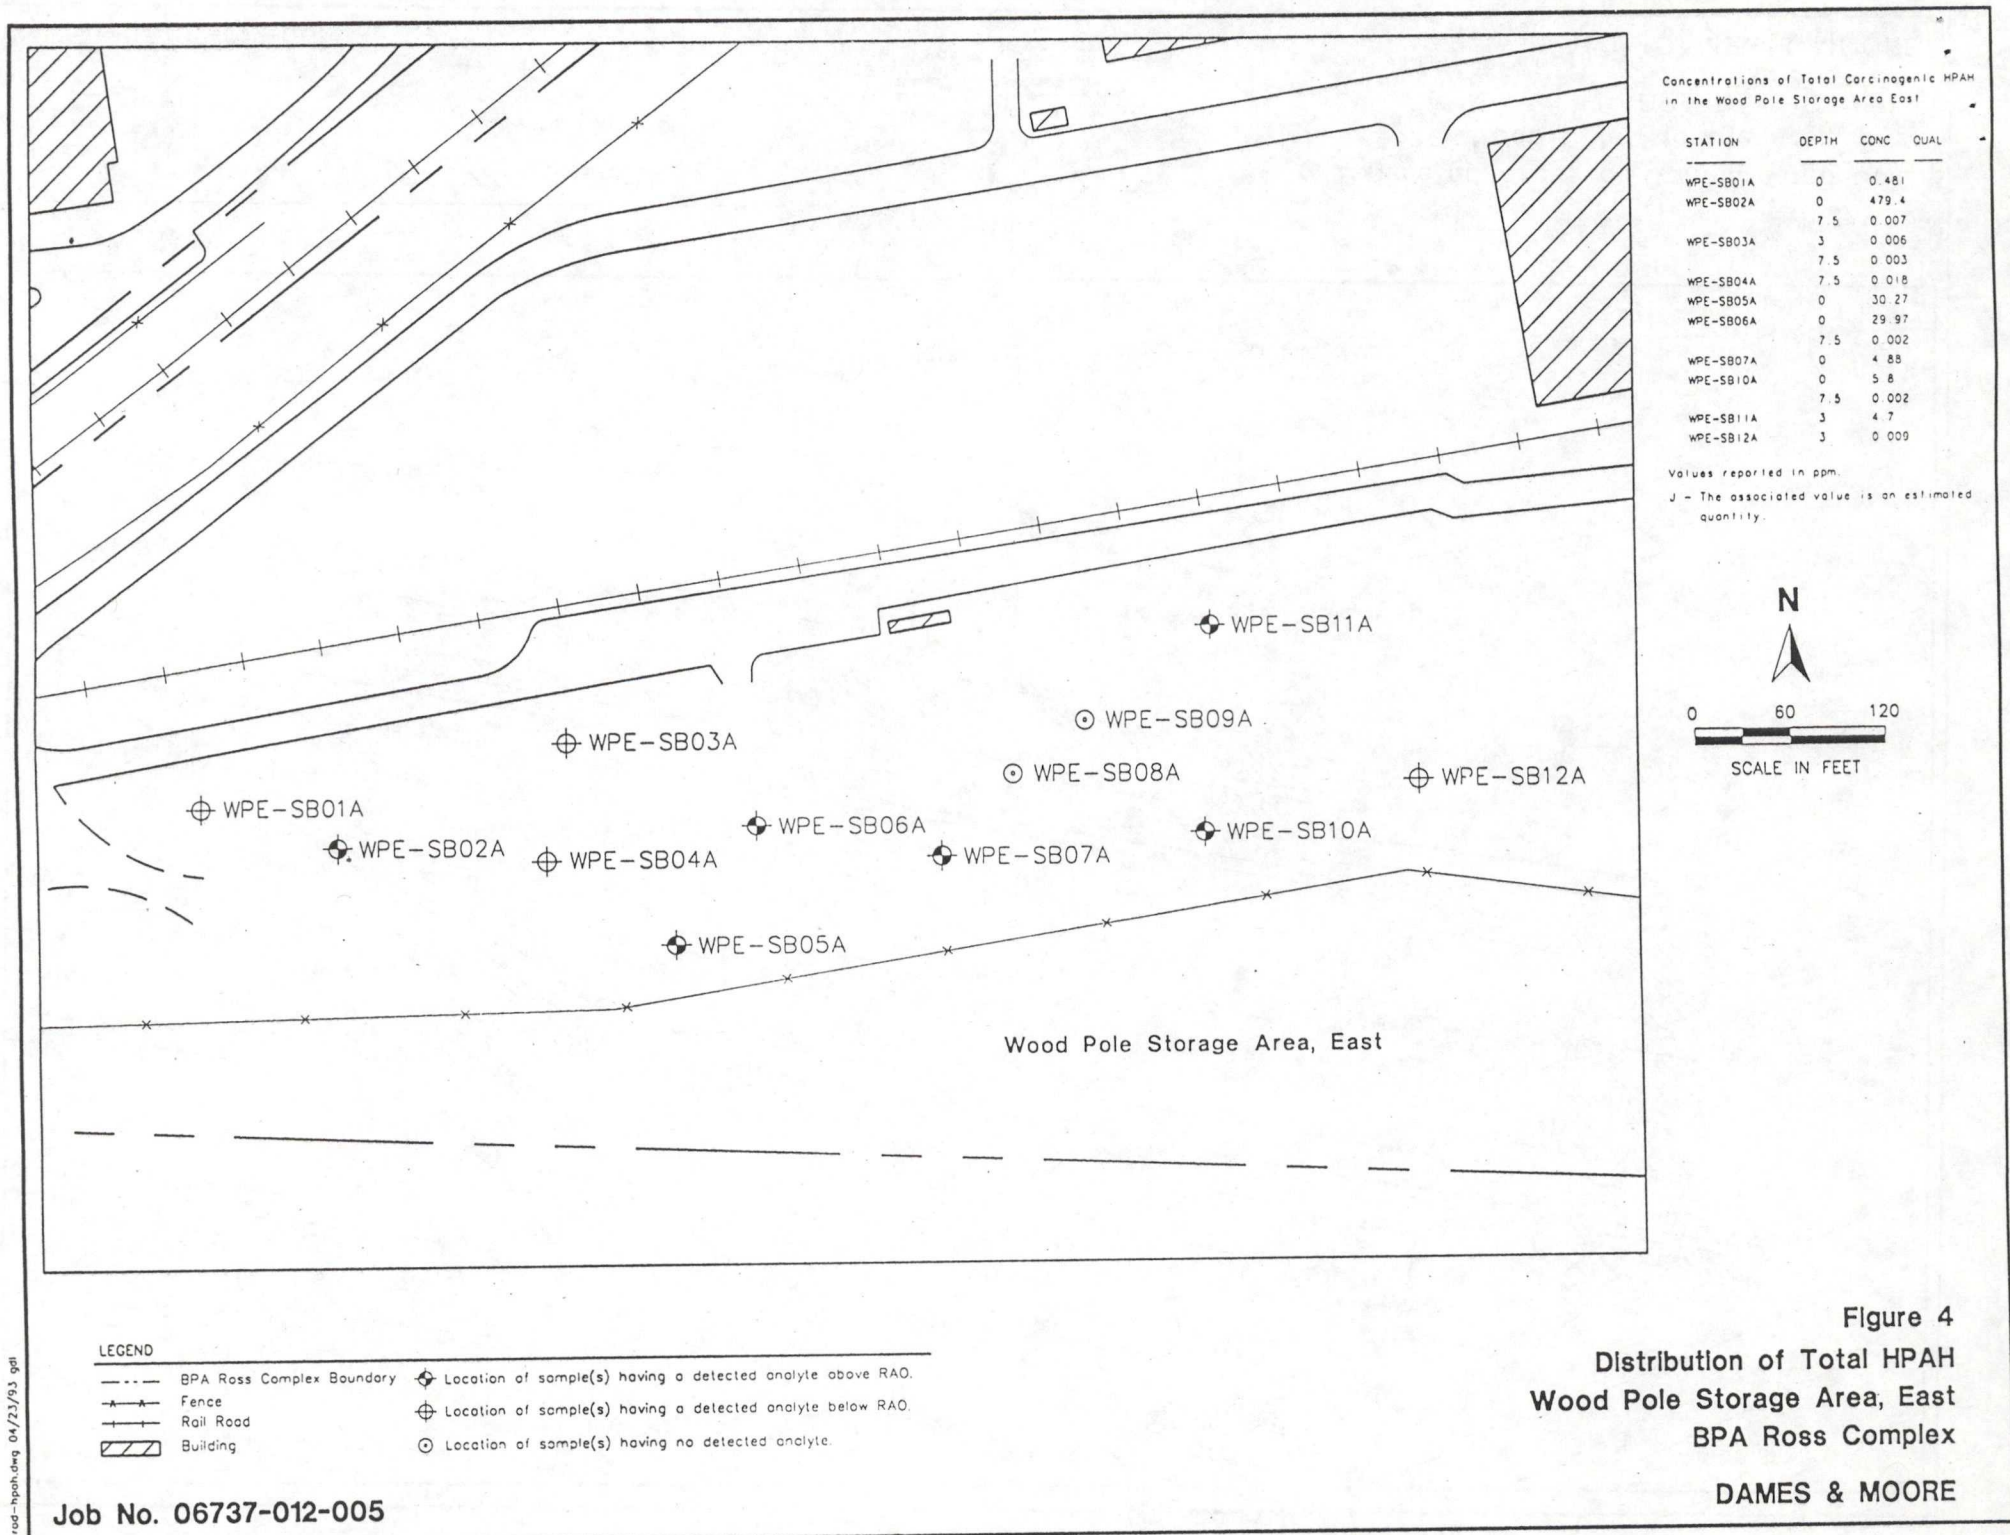 Concentrations of Total Carcinogenic HPAH
in the Wood Pole Storage Area East
STATION DEPTH CONC QUAL
WPE-SB01A 0 0.481
WPE-SB02A 0 479.4
7.5 0.007
WPE-SB03A 3 0.006
7.5 0.003
WPE-SB04A 7.5 0.018
WPE-SB05A 0 30.27
WPE-SB06A 0 29.97
7.5 0.002
WPE-SB07A 0 4.88
WPE-SB10A 0 5.8
7.5 0.002
WPE-SB11A 3 4.7
WPE-SB12A 3 0.009
Values reported in ppm.
J - The associated value is an estimated
quantity.
N
0 60 120
SCALE IN FEET
WPE-SB11A
WPE-SB09A
WPE-SB03A
WPE-SB08A
WPE-SB12A
WPE-SB01A
WPE-SB06A
WPE-SB10A
WPE-SB02A
WPE-SB04A
WPE-SB07A
WPE-SB05A
Wood Pole Storage Area, East
LEGEND
BPA Ross Complex Boundary
Fence
Rail Road
Building
Location of sample(s) having a detected analyte above RAO.
Location of sample(s) having a detected analyte below RAO.
Location of sample(s) having no detected analyte.
Figure 4
Distribution of Total HPAH
Wood Pole Storage Area, East
BPA Ross Complex
DAMES & MOORE
Job No. 06737-012-005
rod-hpah.dwg 04/23/93 gdl